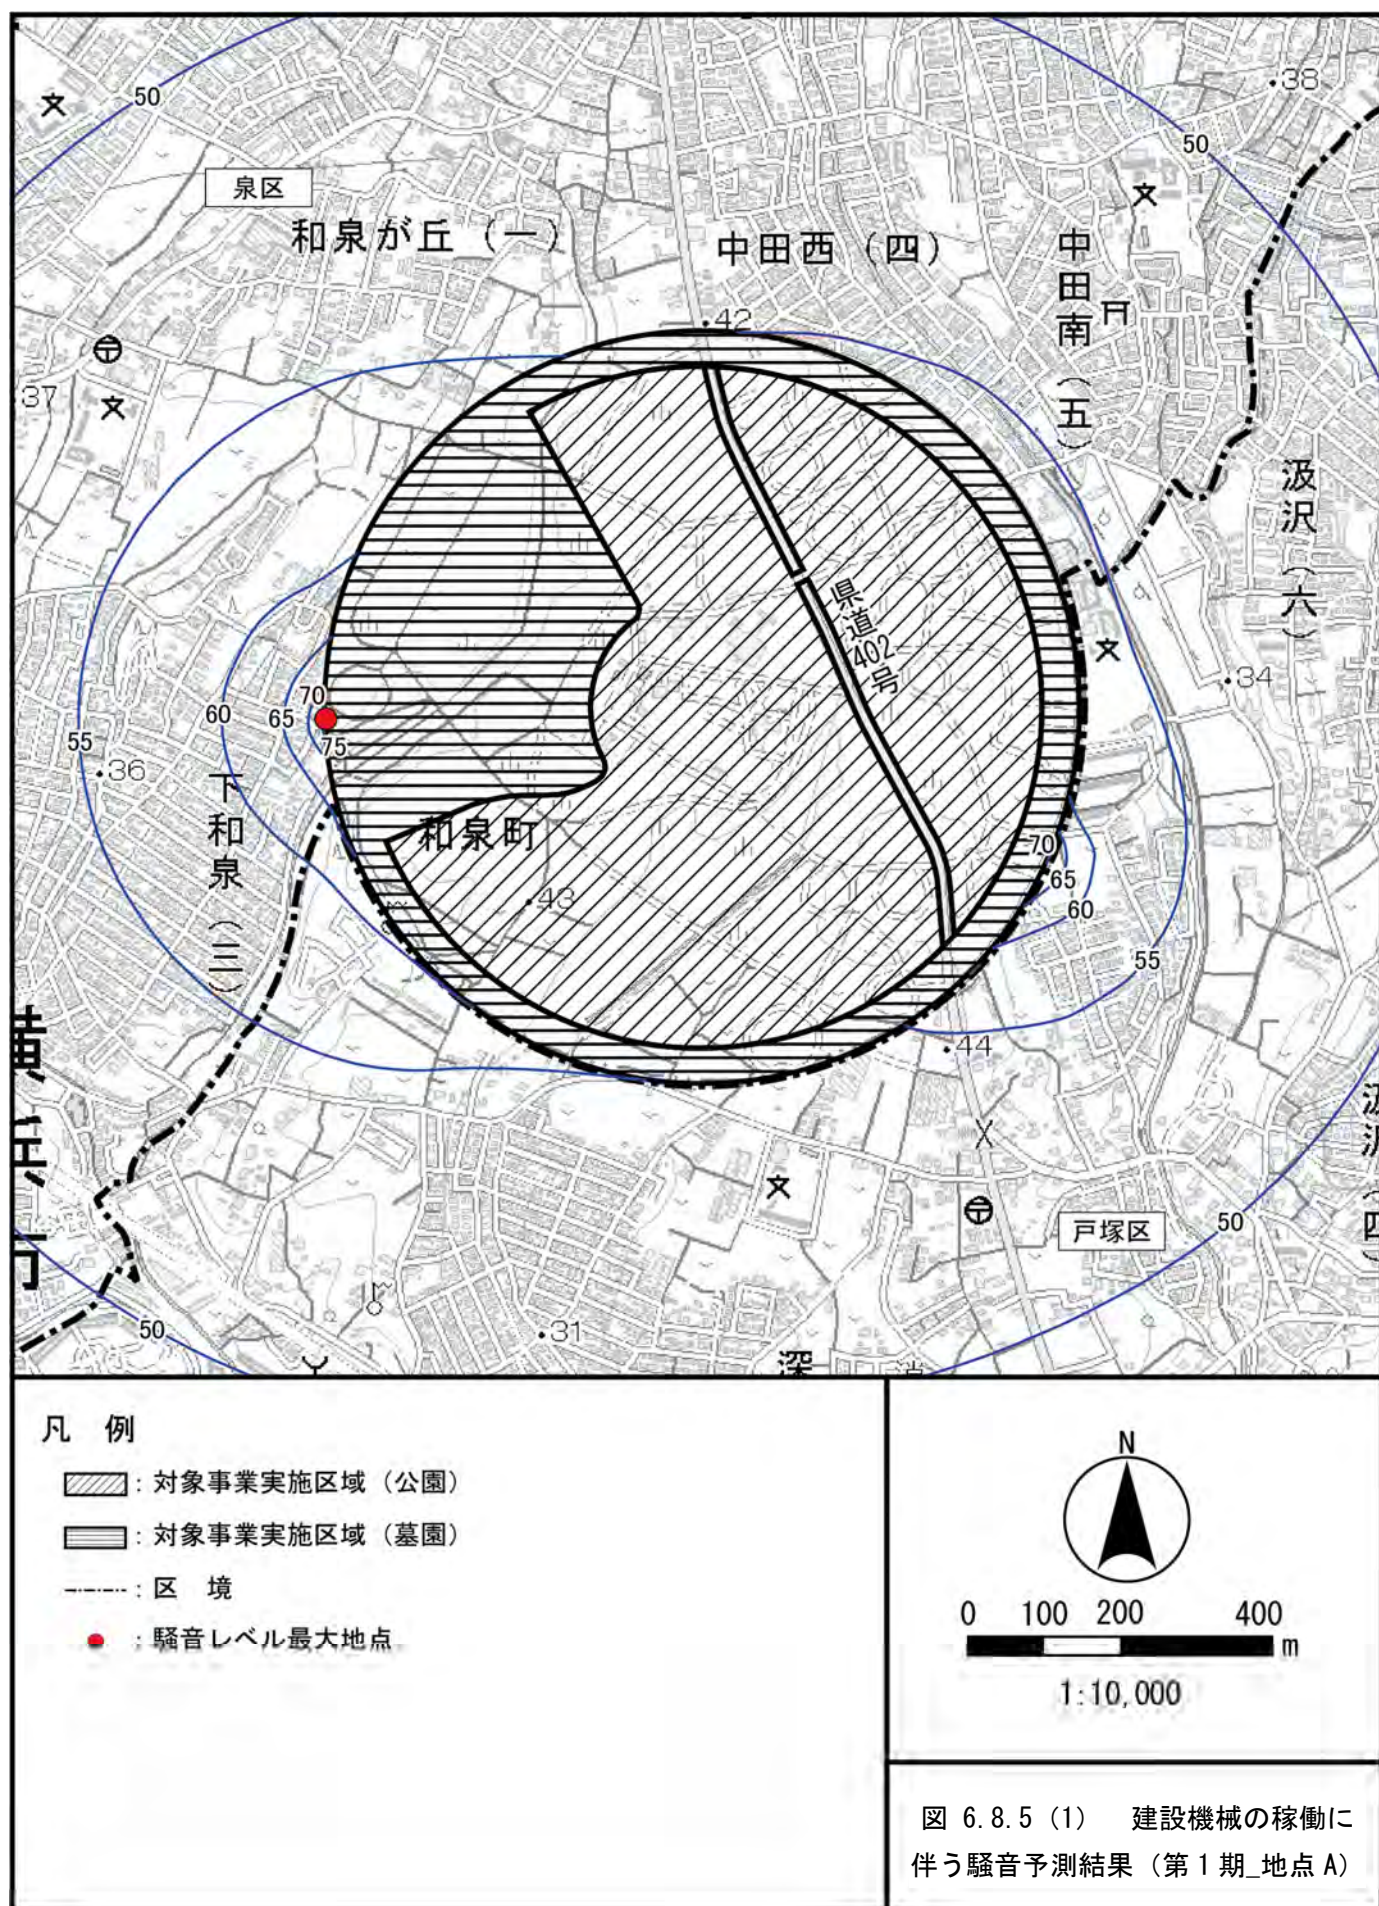 50
38
50
泉区
和泉が丘（一）
中田西（四）
中田南（五）
42
37
汲沢（六）
県道402号
34
70
60
65
55
75
36
下和泉（三）
和泉町
43
70
65
60
55
44
横浜市
50
戸塚区
50
31
深
凡　例
：対象事業実施区域（公園）
：対象事業実施区域（墓園）
：区　境
：騒音レベル最大地点
N
0 100 200 400
m
1:10,000
図 6.8.5 (1)　建設機械の稼働に
伴う騒音予測結果（第1期_地点A）